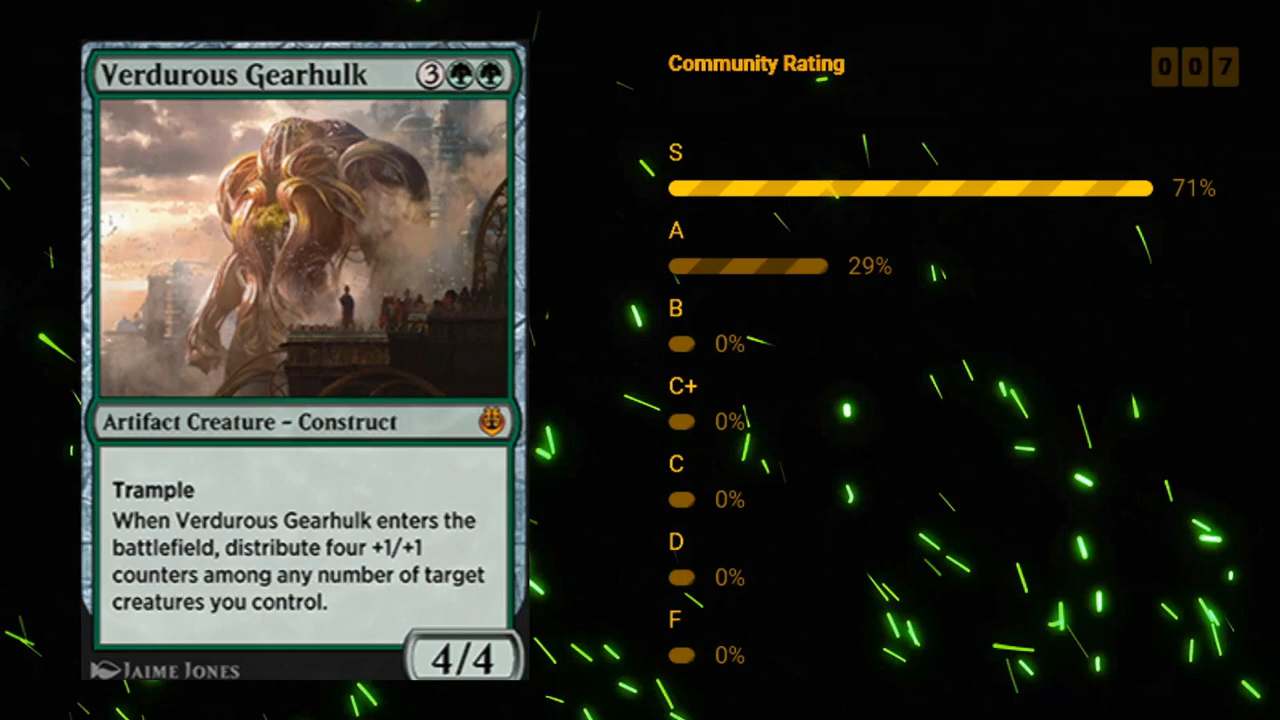 Verdurous Gearhulk 3
Artifact Creature – Construct
Trample
When Verdurous Gearhulk enters the
battlefield, distribute four +1/+1
counters among any number of target
creatures you control.
4/4
JAIME JONES
Community Rating
007
S
71%
A
29%
B
0%
C+
0%
C
0%
D
0%
F
0%